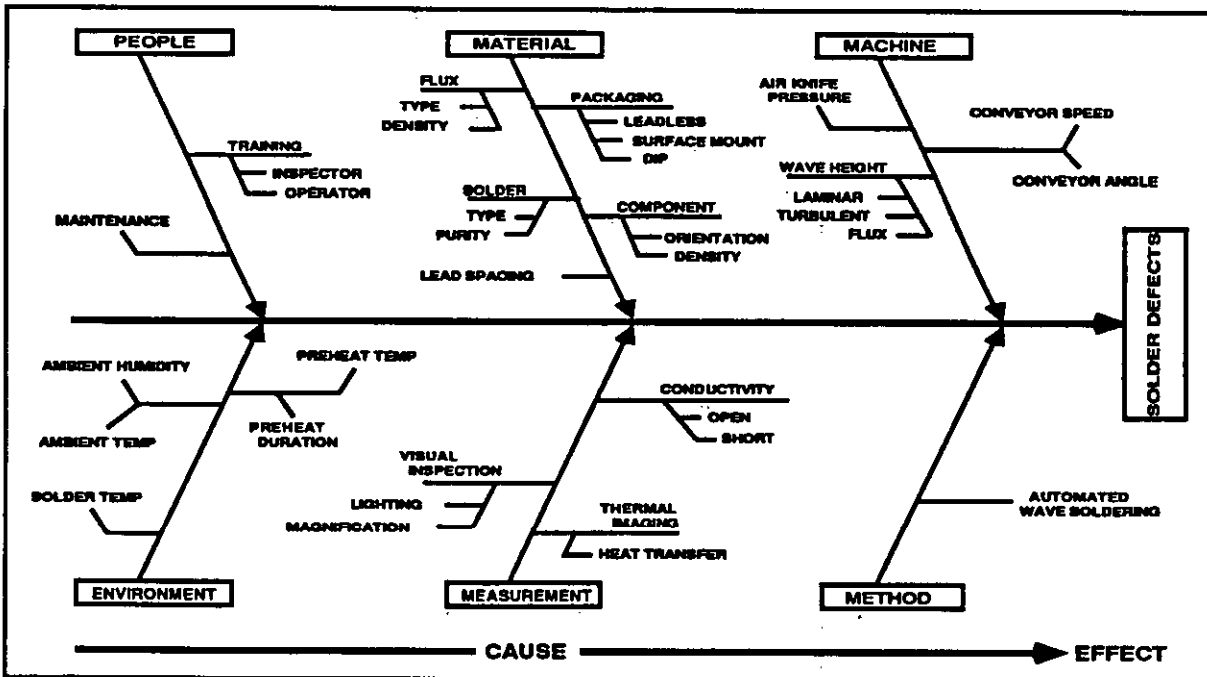 PEOPLE
MATERIAL
MACHINE
TRAINING
INSPECTOR
OPERATOR
MAINTENANCE
FLUX
TYPE
DENSITY
PACKAGING
LEADLESS
SURFACE MOUNT
DIP
SOLDER
TYPE
PURITY
COMPONENT
ORIENTATION
DENSITY
LEAD SPACING
AIR KNIFE
PRESSURE
CONVEYOR SPEED
CONVEYOR ANGLE
WAVE HEIGHT
LAMINAR
TURBULENT
FLUX
SOLDER DEFECTS
AMBIENT HUMIDITY
AMBIENT TEMP
PREHEAT TEMP
PREHEAT
DURATION
SOLDER TEMP
CONDUCTIVITY
OPEN
SHORT
VISUAL
INSPECTION
LIGHTING
MAGNIFICATION
THERMAL
IMAGING
HEAT TRANSFER
AUTOMATED
WAVE SOLDERING
ENVIRONMENT
MEASUREMENT
METHOD
CAUSE
EFFECT